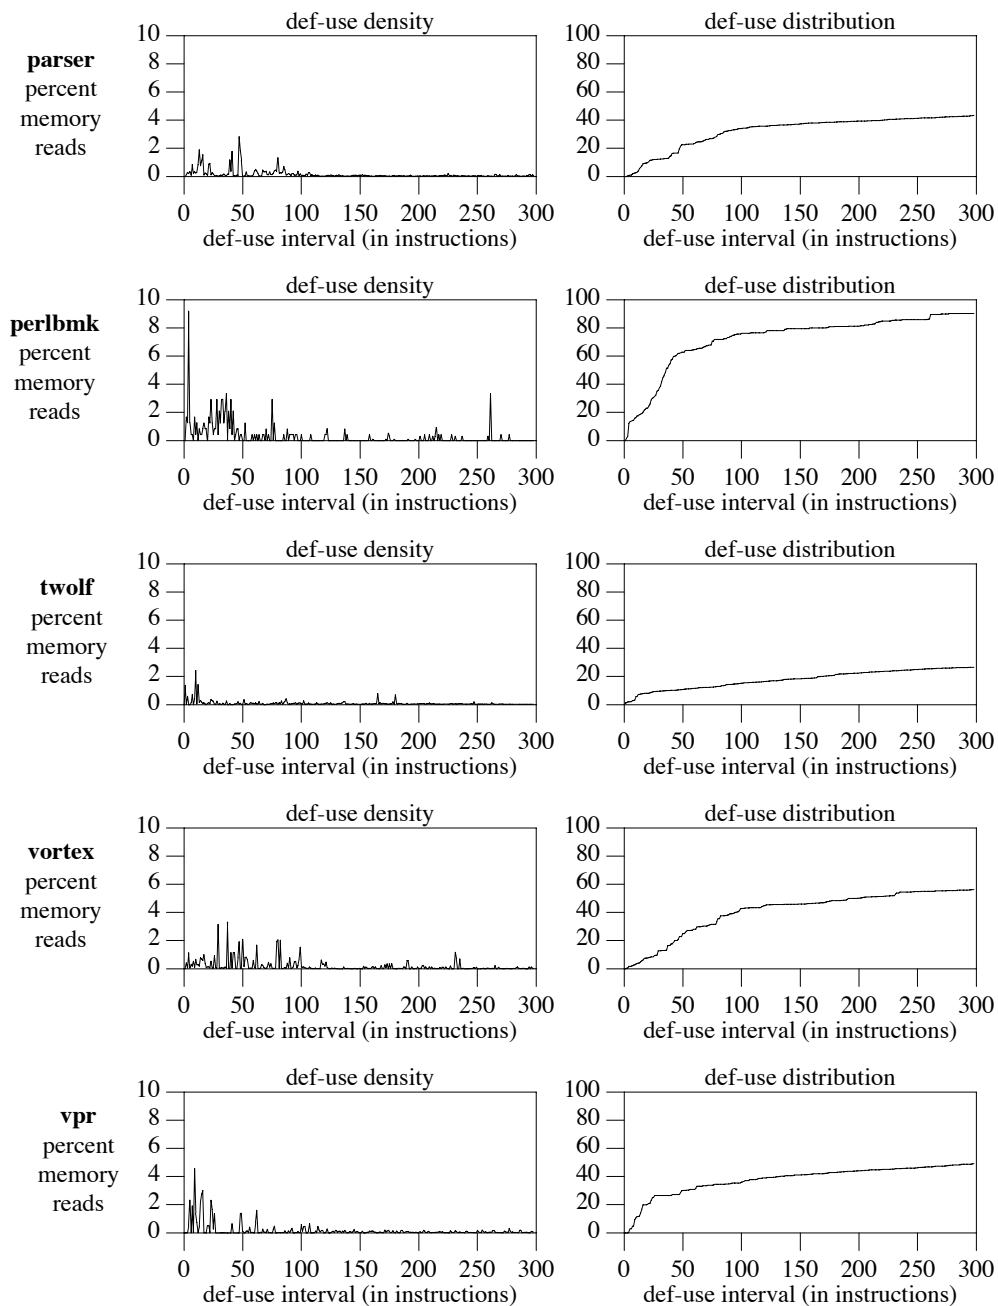 def-use density
def-use distribution
parser
percent
memory
reads
10
8
6
4
2
0
0 50 100 150 200 250 300
def-use interval (in instructions)
100
80
60
40
20
0
0 50 100 150 200 250 300
def-use interval (in instructions)
def-use density
def-use distribution
perlbmk
percent
memory
reads
10
8
6
4
2
0
0 50 100 150 200 250 300
def-use interval (in instructions)
100
80
60
40
20
0
0 50 100 150 200 250 300
def-use interval (in instructions)
def-use density
def-use distribution
twolf
percent
memory
reads
10
8
6
4
2
0
0 50 100 150 200 250 300
def-use interval (in instructions)
100
80
60
40
20
0
0 50 100 150 200 250 300
def-use interval (in instructions)
def-use density
def-use distribution
vortex
percent
memory
reads
10
8
6
4
2
0
0 50 100 150 200 250 300
def-use interval (in instructions)
100
80
60
40
20
0
0 50 100 150 200 250 300
def-use interval (in instructions)
def-use density
def-use distribution
vpr
percent
memory
reads
10
8
6
4
2
0
0 50 100 150 200 250 300
def-use interval (in instructions)
100
80
60
40
20
0
0 50 100 150 200 250 300
def-use interval (in instructions)